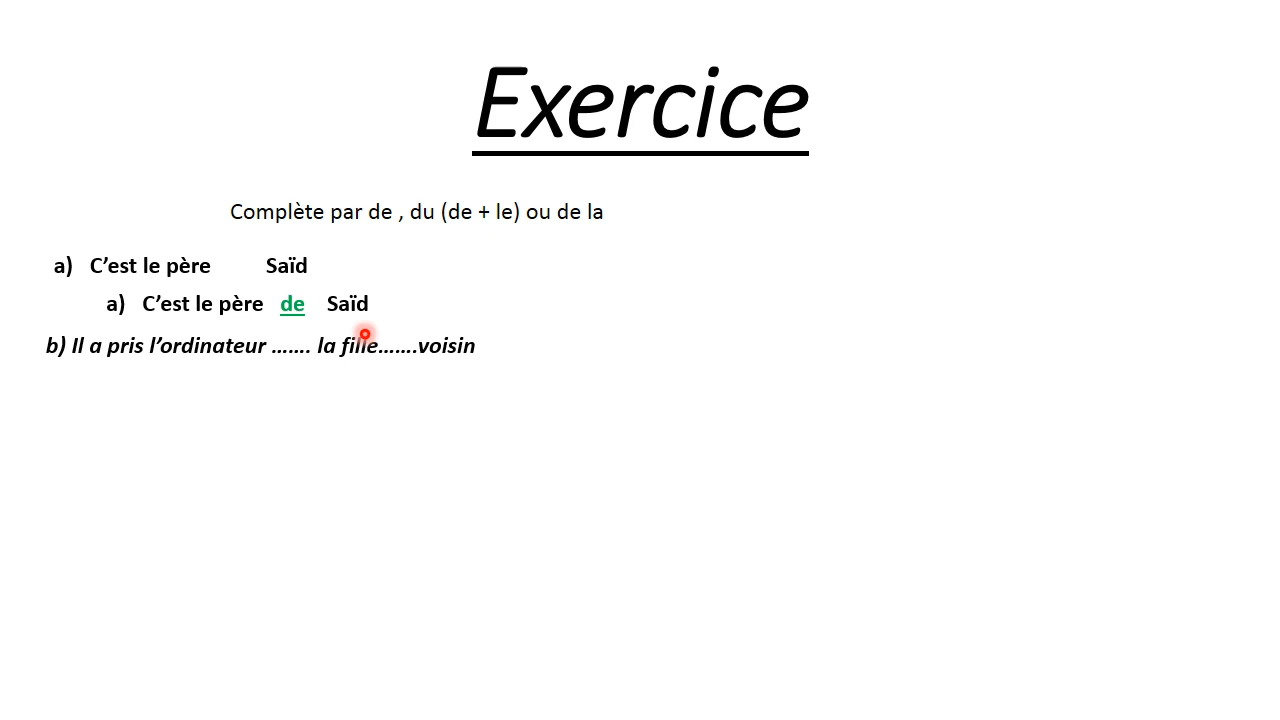 Exercice
Complète par de , du (de + le) ou de la
a) C’est le père Saïd
a) C’est le père de Saïd
b) Il a pris l’ordinateur ……. la fille…….voisin